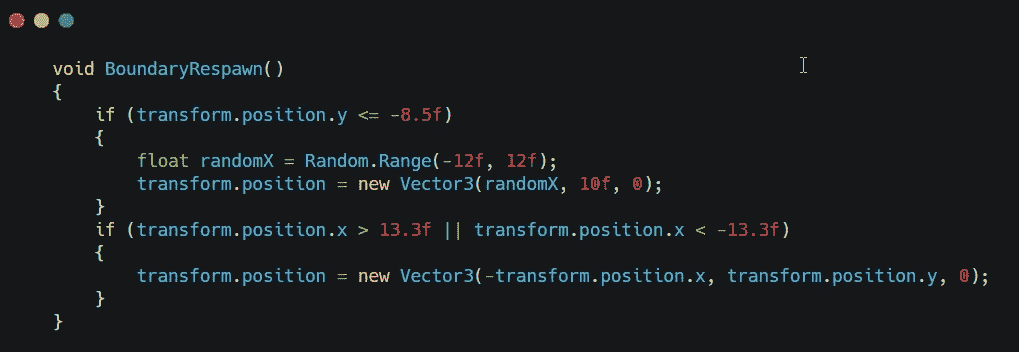 void BoundaryRespawn()
{
    if (transform.position.y <= -8.5f)
    {
        float randomX = Random.Range(-12f, 12f);
        transform.position = new Vector3(randomX, 10f, 0);
    }
    if (transform.position.x > 13.3f || transform.position.x < -13.3f)
    {
        transform.position = new Vector3(-transform.position.x, transform.position.y, 0);
    }
}